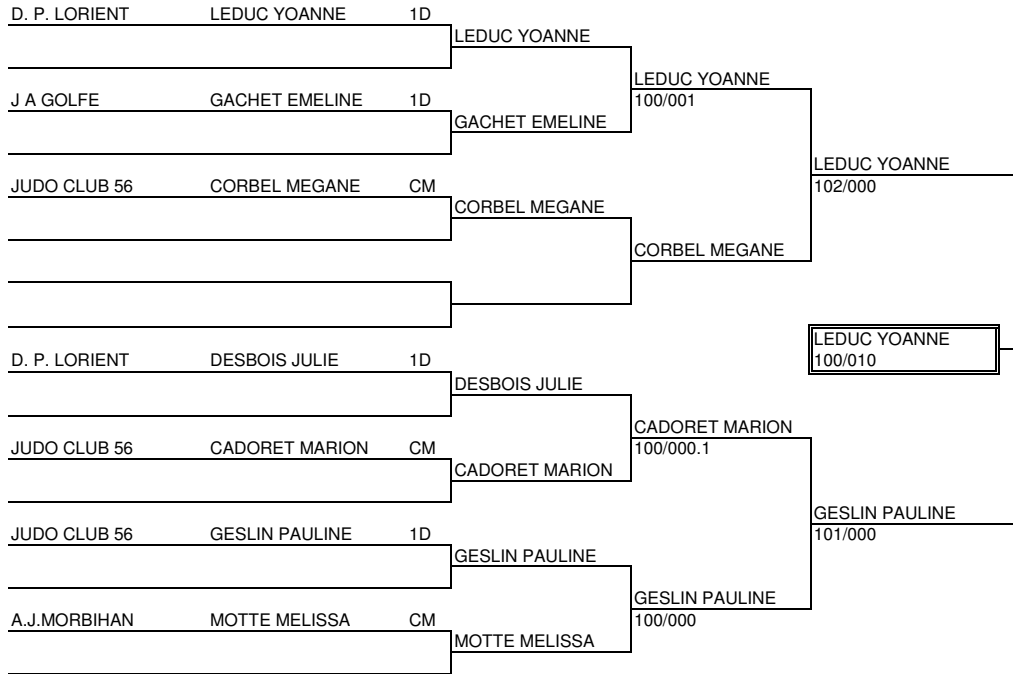 D. P. LORIENT LEDUC YOANNE 1D
LEDUC YOANNE
LEDUC YOANNE
J A GOLFE GACHET EMELINE 1D
100/001
GACHET EMELINE
LEDUC YOANNE
JUDO CLUB 56 CORBEL MEGANE CM
102/000
CORBEL MEGANE
CORBEL MEGANE
LEDUC YOANNE
D. P. LORIENT DESBOIS JULIE 1D
100/010
DESBOIS JULIE
CADORET MARION
JUDO CLUB 56 CADORET MARION CM
100/000.1
CADORET MARION
GESLIN PAULINE
JUDO CLUB 56 GESLIN PAULINE 1D
101/000
GESLIN PAULINE
GESLIN PAULINE
A.J.MORBIHAN MOTTE MELISSA CM
100/000
MOTTE MELISSA